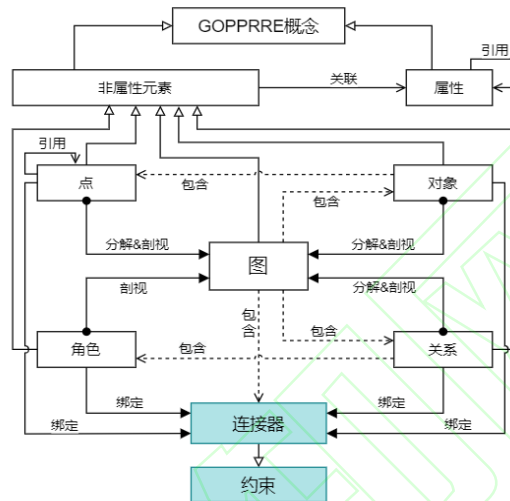 GOPPRRE概念
引用
非属性元素
关联
属性
引用
点
包含
对象
包含
分解&剖视
分解&剖视
图
剖视
包含
分解&剖视
包含
角色
包含
关系
绑定
绑定
绑定
连接器
绑定
约束